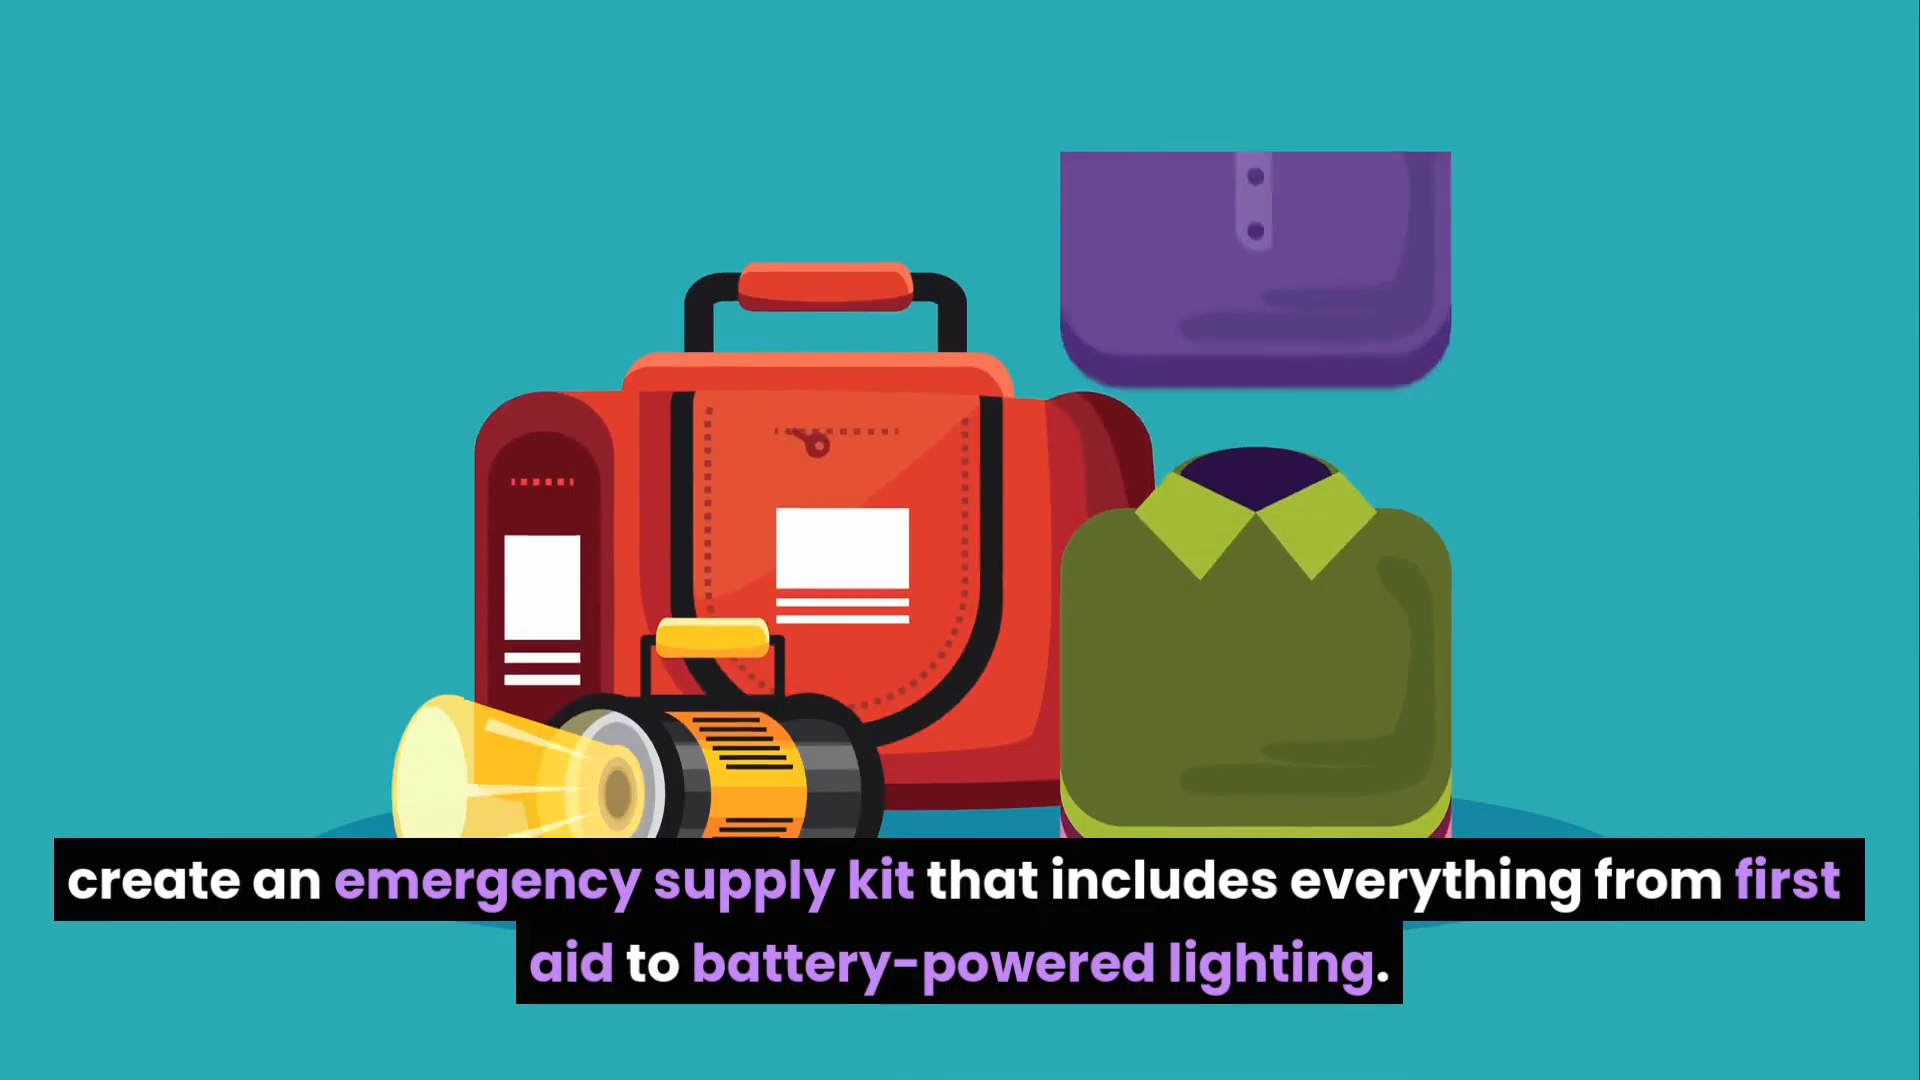 create an emergency supply kit that includes everything from first
aid to battery-powered lighting.